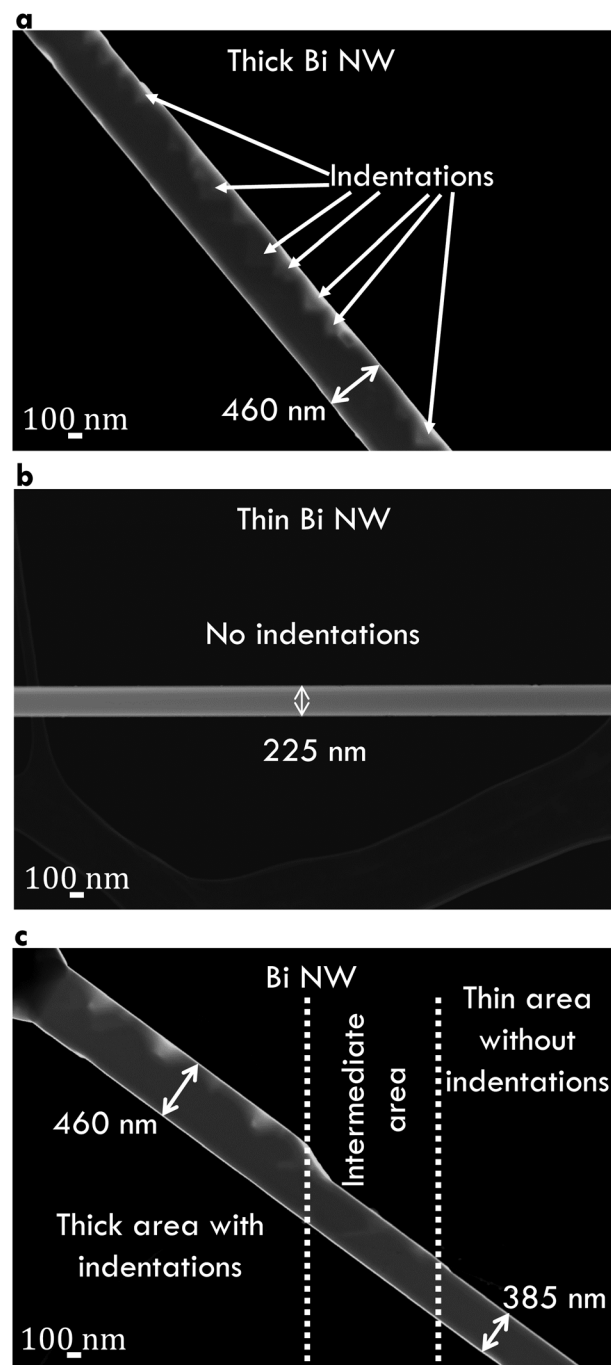 a
Thick Bi NW
Indentations
460 nm
100 nm
b
Thin Bi NW
No indentations
225 nm
100 nm
c
Bi NW
Thin area
without
indentations
Intermediate
area
460 nm
Thick area with
indentations
385 nm
100 nm